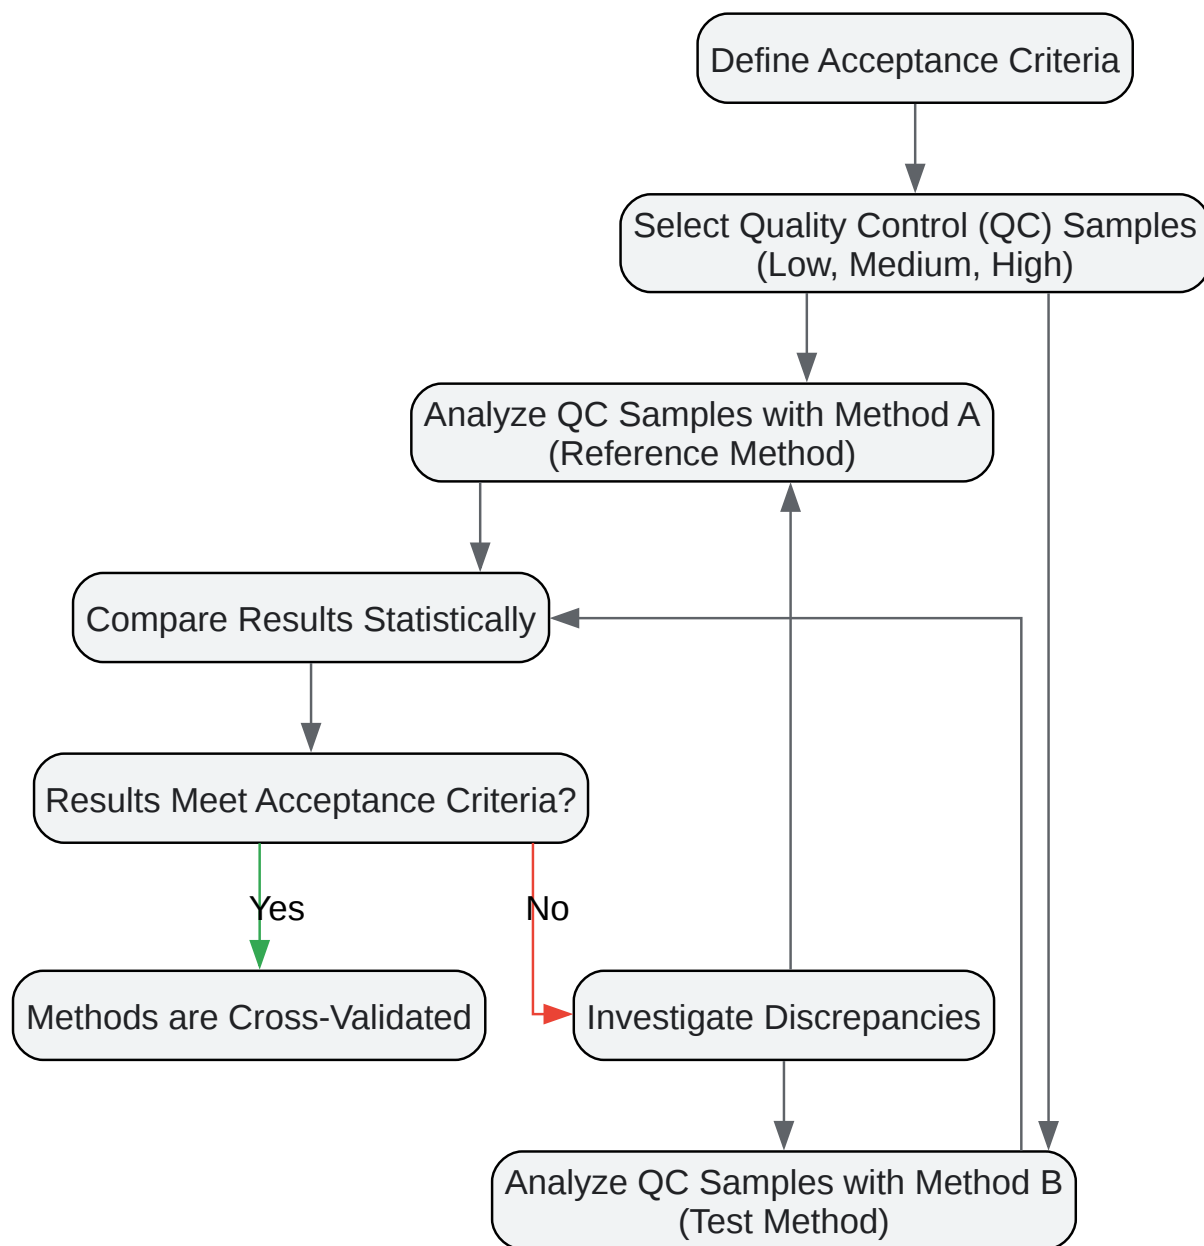 Define Acceptance Criteria
Select Quality Control (QC) Samples
(Low, Medium, High)
Analyze QC Samples with Method A
(Reference Method)
Compare Results Statistically
Results Meet Acceptance Criteria?
Yes
No
Methods are Cross-Validated
Investigate Discrepancies
Analyze QC Samples with Method B
(Test Method)